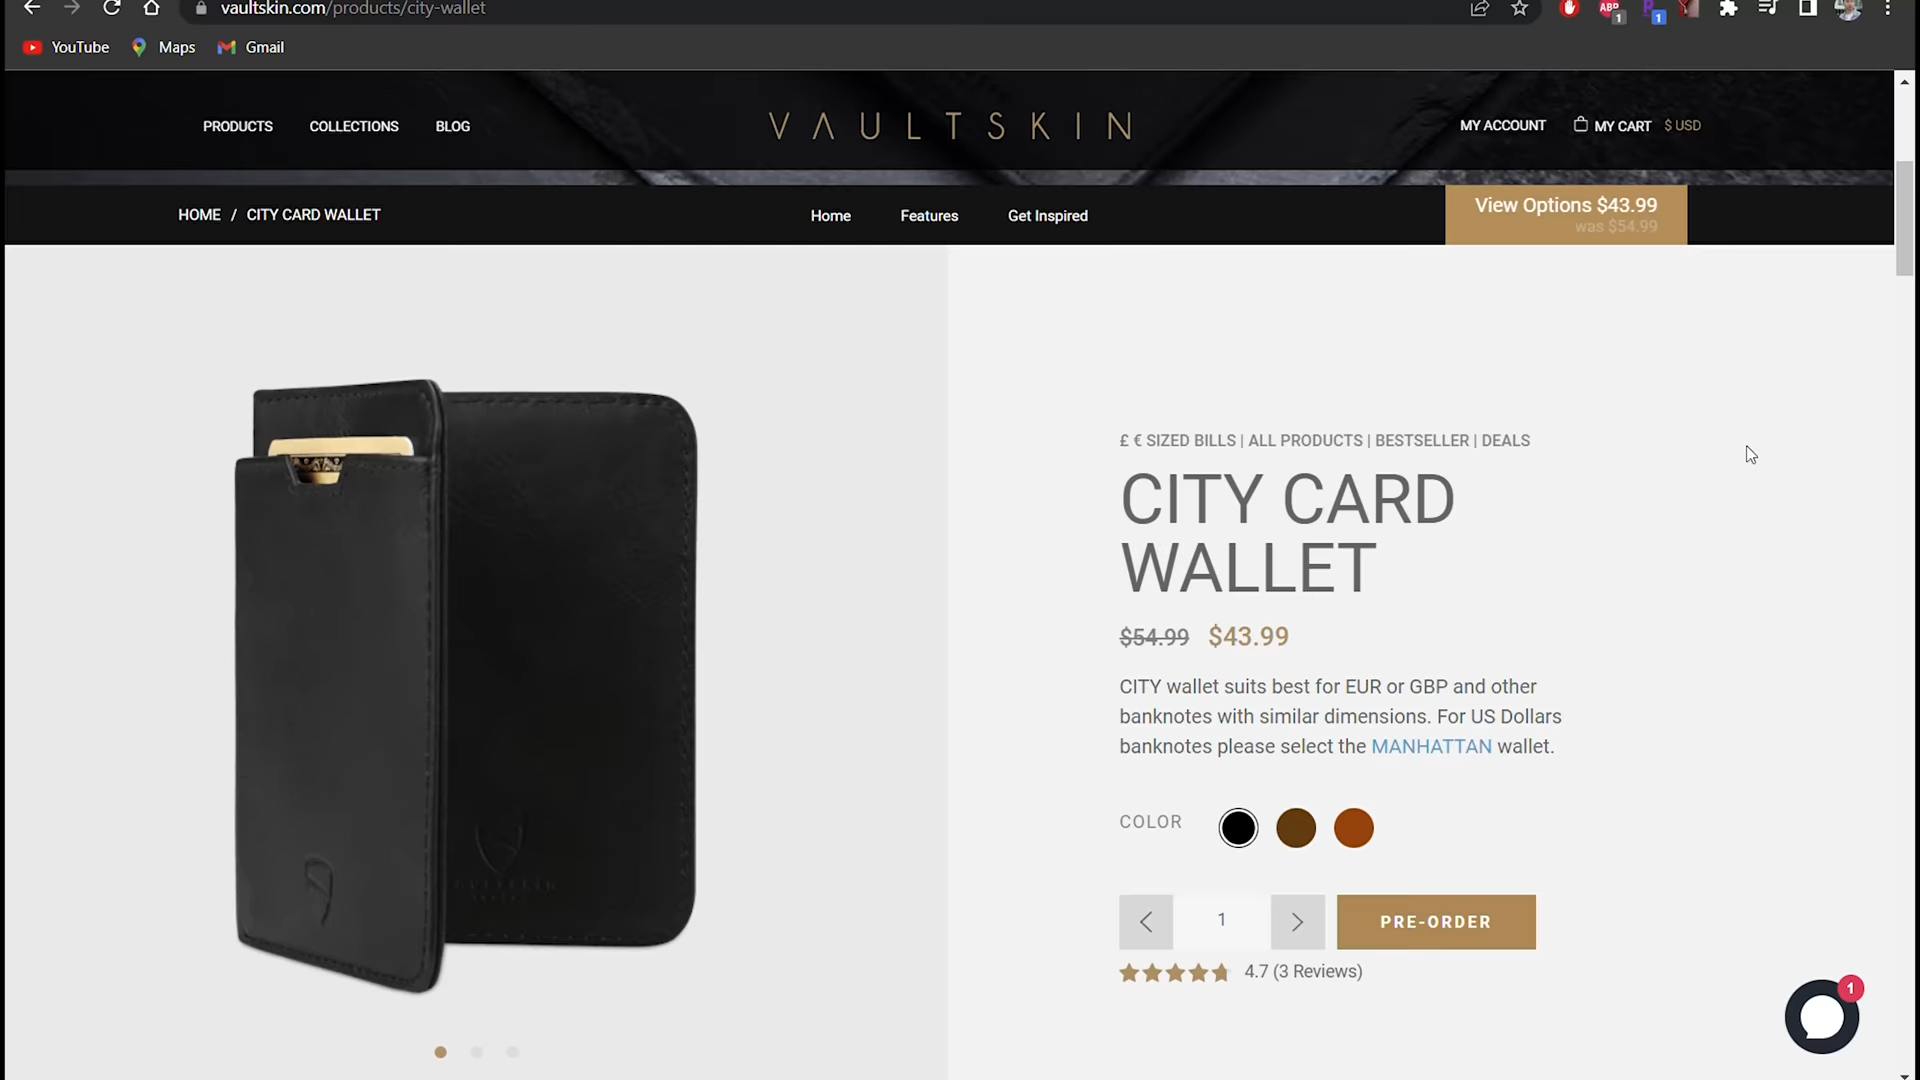 vaultskin.com/products/city-wallet
ABP
1
1
YouTube
Maps
Gmail
PRODUCTS
COLLECTIONS
BLOG
VAULTSKIN
MY ACCOUNT
MY CART
$ USD
HOME / CITY CARD WALLET
Home
Features
Get Inspired
View Options $43.99
was $54.99
£ € SIZED BILLS | ALL PRODUCTS | BESTSELLER | DEALS
CITY CARD
WALLET
$54.99 $43.99
CITY wallet suits best for EUR or GBP and other
banknotes with similar dimensions. For US Dollars
banknotes please select the MANHATTAN wallet.
COLOR
1
PRE-ORDER
4.7 (3 Reviews)
1